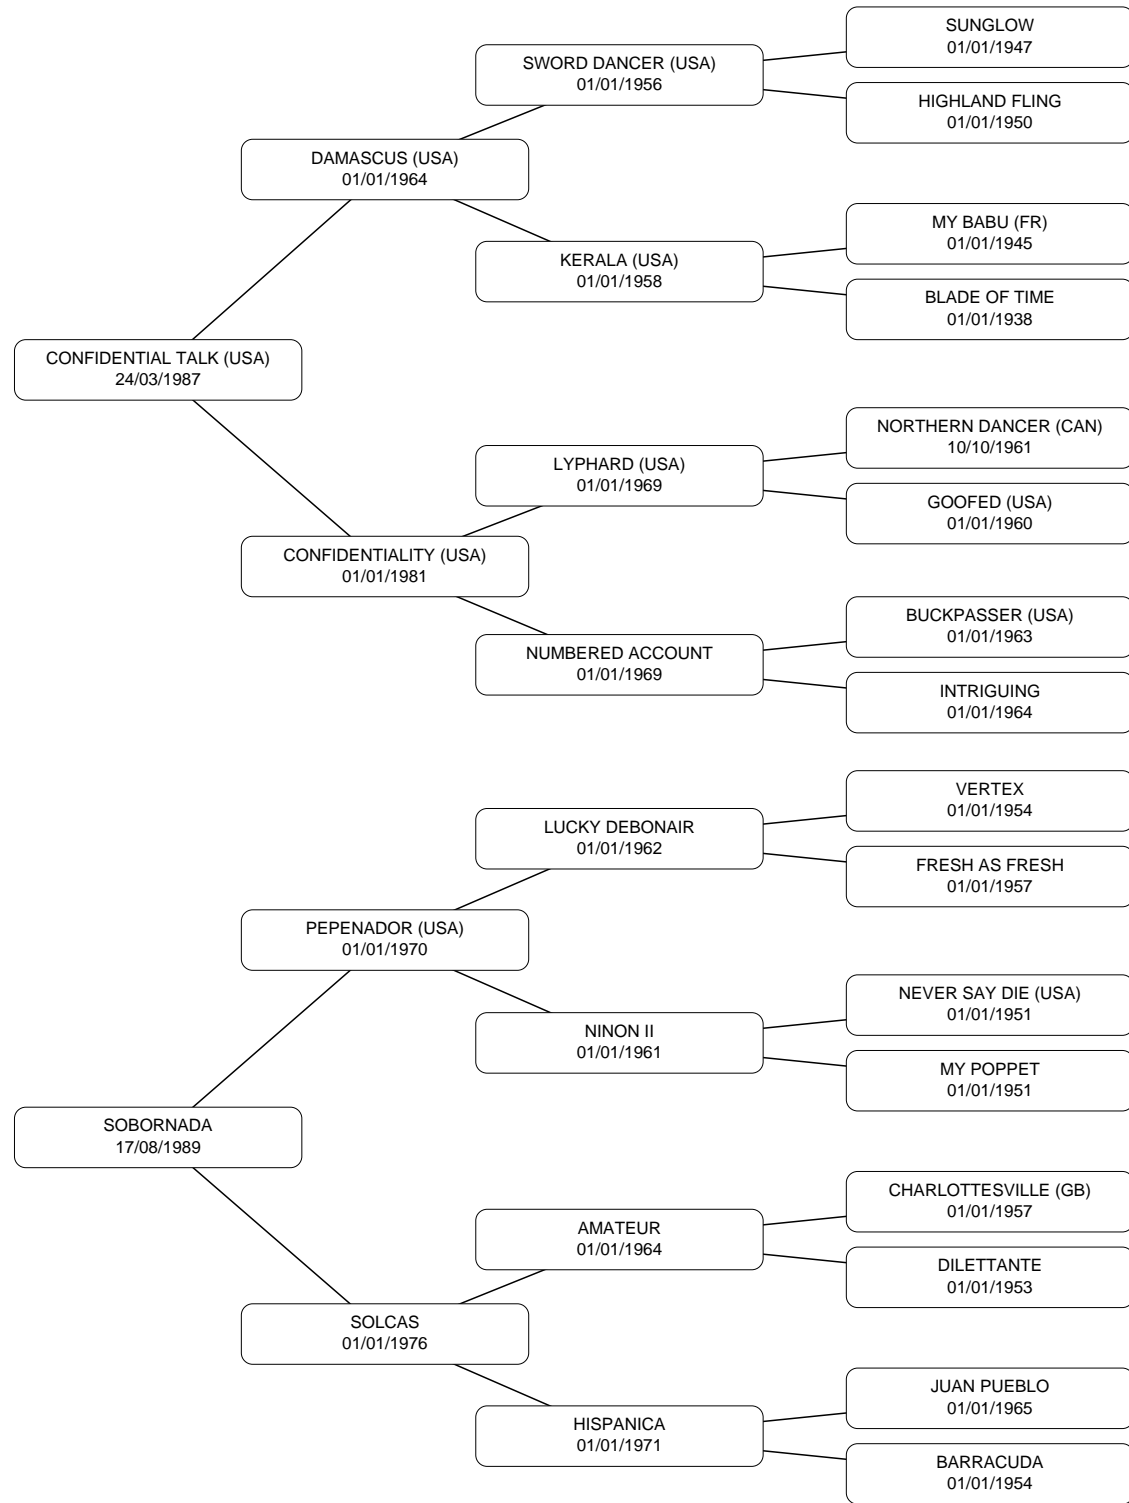 SUNGLOW
01/01/1947
SWORD DANCER (USA)
01/01/1956
HIGHLAND FLING
01/01/1950
DAMASCUS (USA)
01/01/1964
MY BABU (FR)
01/01/1945
KERALA (USA)
01/01/1958
BLADE OF TIME
01/01/1938
CONFIDENTIAL TALK (USA)
24/03/1987
NORTHERN DANCER (CAN)
10/10/1961
LYPHARD (USA)
01/01/1969
GOOFED (USA)
01/01/1960
CONFIDENTIALITY (USA)
01/01/1981
BUCKPASSER (USA)
01/01/1963
NUMBERED ACCOUNT
01/01/1969
INTRIGUING
01/01/1964
VERTEX
01/01/1954
LUCKY DEBONAIR
01/01/1962
FRESH AS FRESH
01/01/1957
PEPENADOR (USA)
01/01/1970
NEVER SAY DIE (USA)
01/01/1951
NINON II
01/01/1961
MY POPPET
01/01/1951
SOBORNADA
17/08/1989
CHARLOTTESVILLE (GB)
01/01/1957
AMATEUR
01/01/1964
DILETTANTE
01/01/1953
SOLCAS
01/01/1976
JUAN PUEBLO
01/01/1965
HISPANICA
01/01/1971
BARRACUDA
01/01/1954